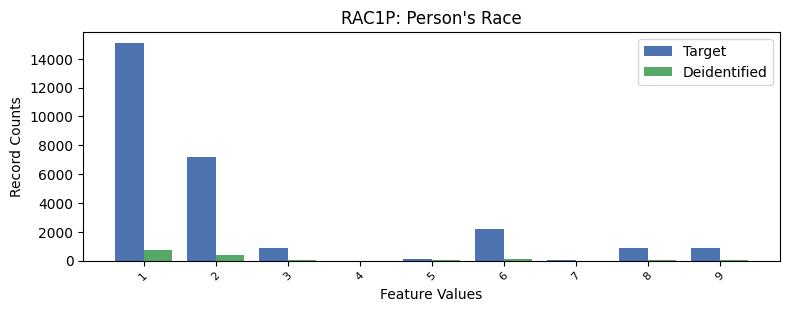 RAC1P: Person's Race
Target
Deidentified
Record Counts
14000
12000
10000
8000
6000
4000
2000
0
1 2 3 4 5 6 7 8 9
Feature Values